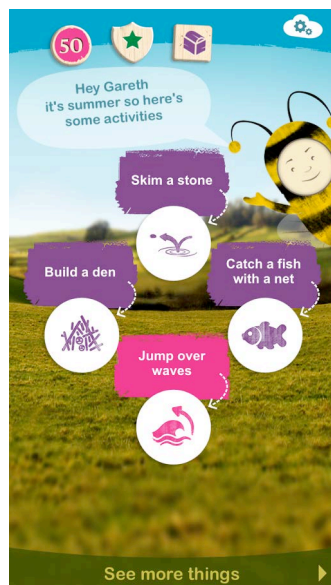 50
Hey Gareth
it's summer so here's
some activities
Skim a stone
Build a den
Catch a fish
with a net
Jump over
waves
See more things